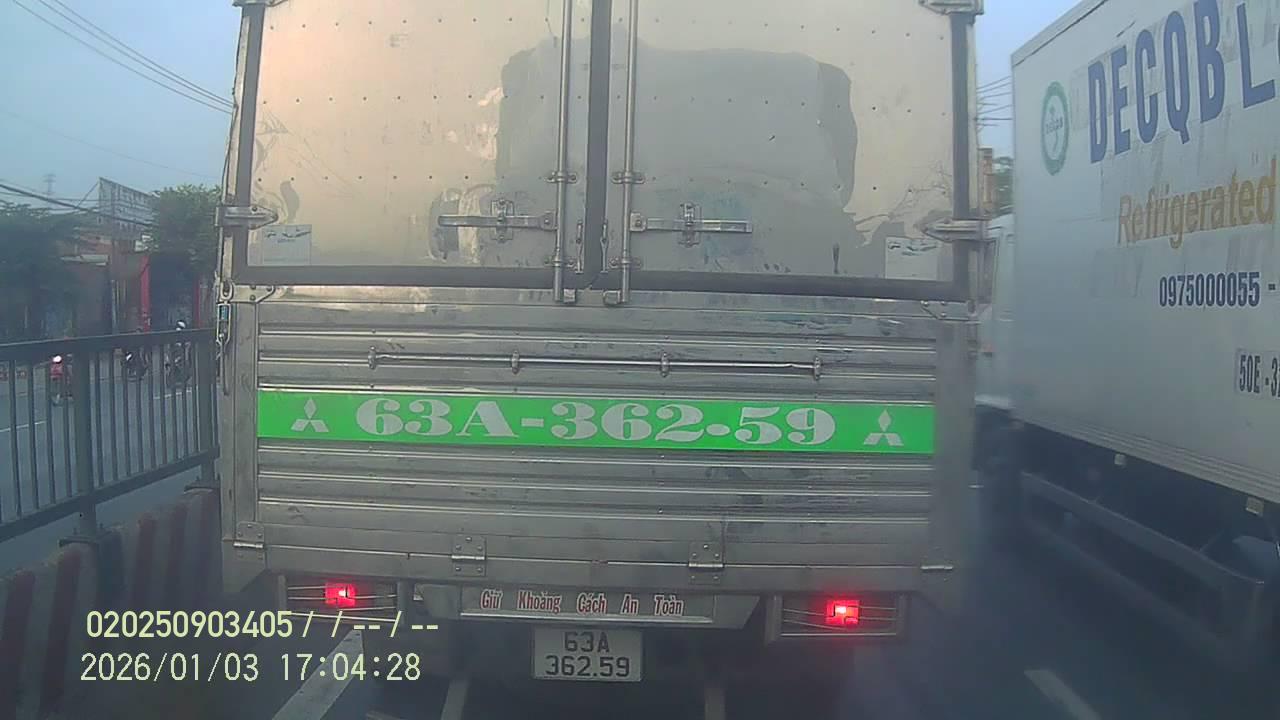 DECQBL
Refrigerated
0975000055 -
50E -3
63A-362.59
Giữ Khoảng Cách An Toàn
63A
362.59
020250903405 / / -- / --
2026/01/03 17:04:28